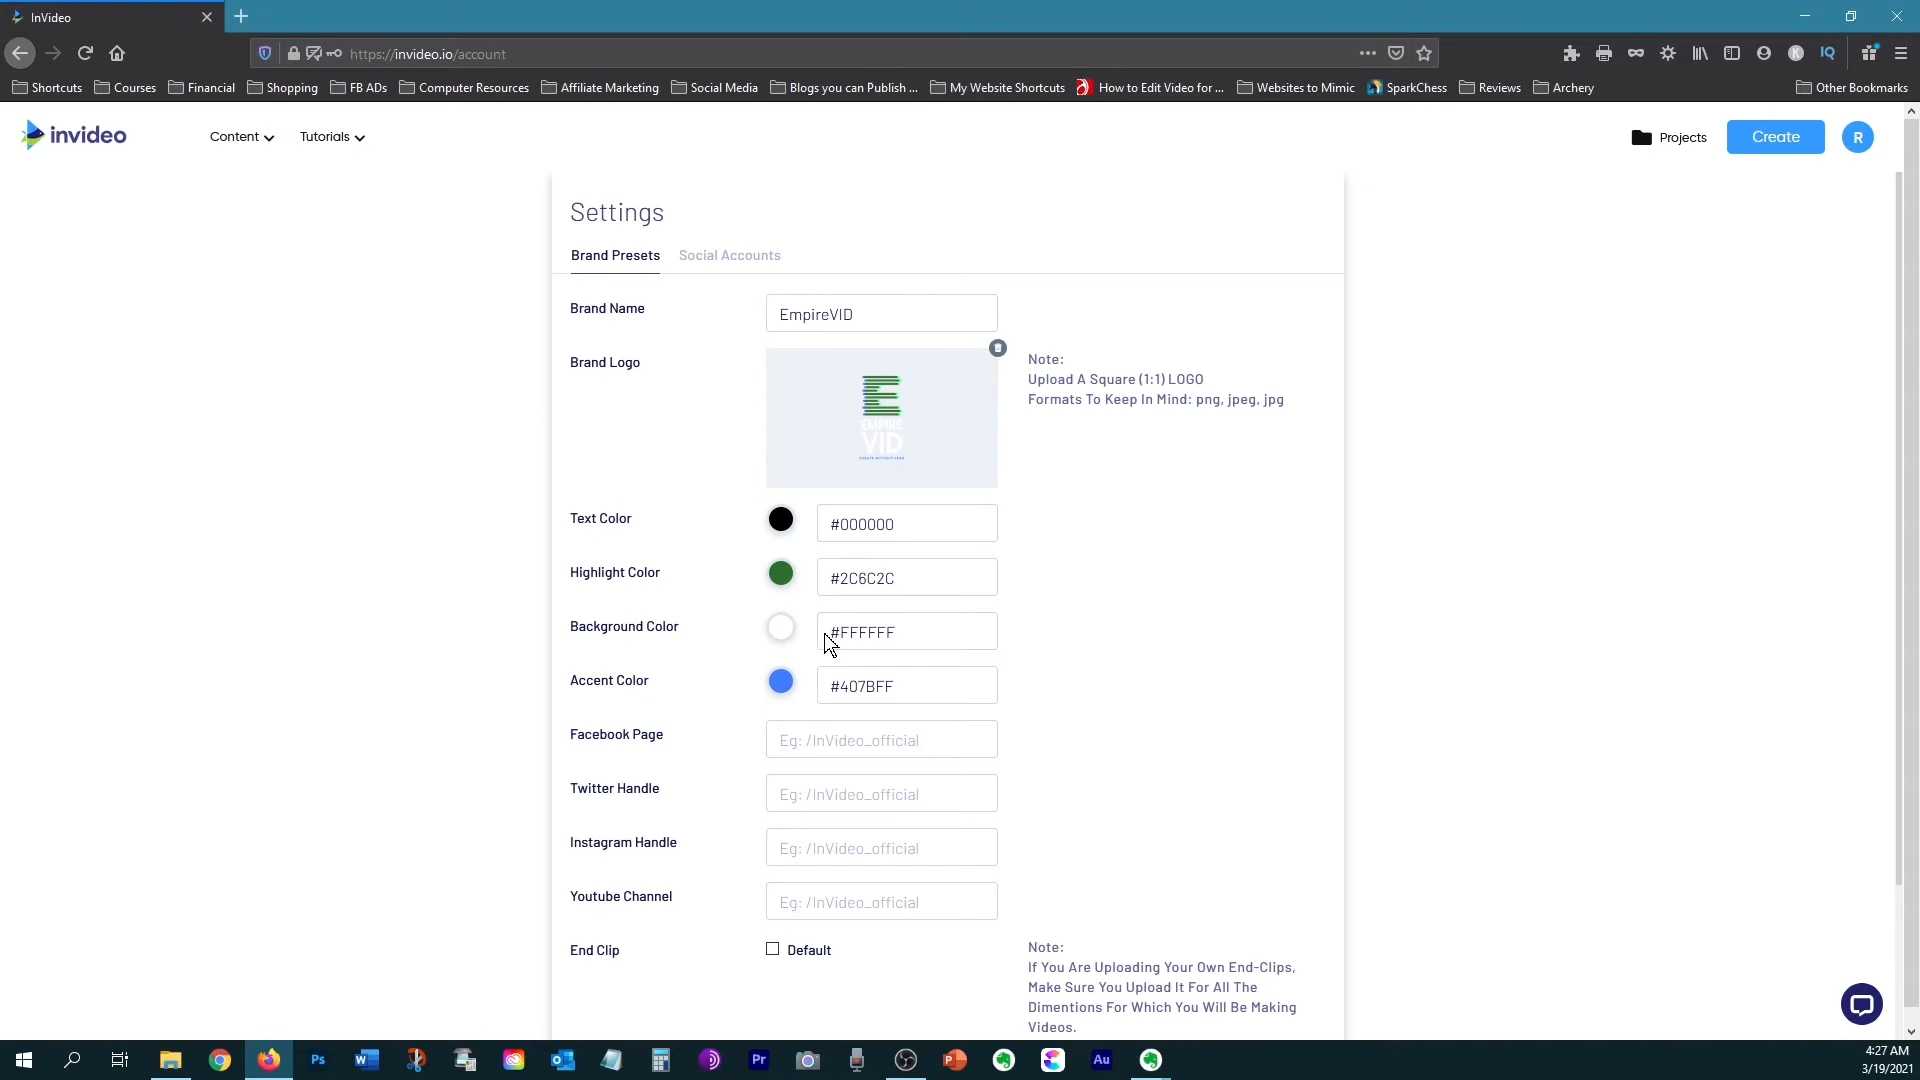 InVideo
https://invideo.io/account
Shortcuts Courses Financial Shopping FB ADs Computer Resources Affiliate Marketing Social Media Blogs you can Publish ... My Website Shortcuts How to Edit Video for ... Websites to Mimic SparkChess Reviews Archery Other Bookmarks
invideo Content Tutorials Projects Create R
Settings
Brand Presets Social Accounts
Brand Name EmpireVID
Brand Logo
Note:
Upload A Square (1:1) LOGO
Formats To Keep In Mind: png, jpeg, jpg
E
EMPIRE
VID
CREATE WITHOUT FEAR
Text Color #000000
Highlight Color #2C6C2C
Background Color #FFFFFF
Accent Color #407BFF
Facebook Page Eg: /InVideo_official
Twitter Handle Eg: /InVideo_official
Instagram Handle Eg: /InVideo_official
Youtube Channel Eg: /InVideo_official
End Clip Default
Note:
If You Are Uploading Your Own End-Clips,
Make Sure You Upload It For All The
Dimentions For Which You Will Be Making
Videos.
4:27 AM
3/19/2021